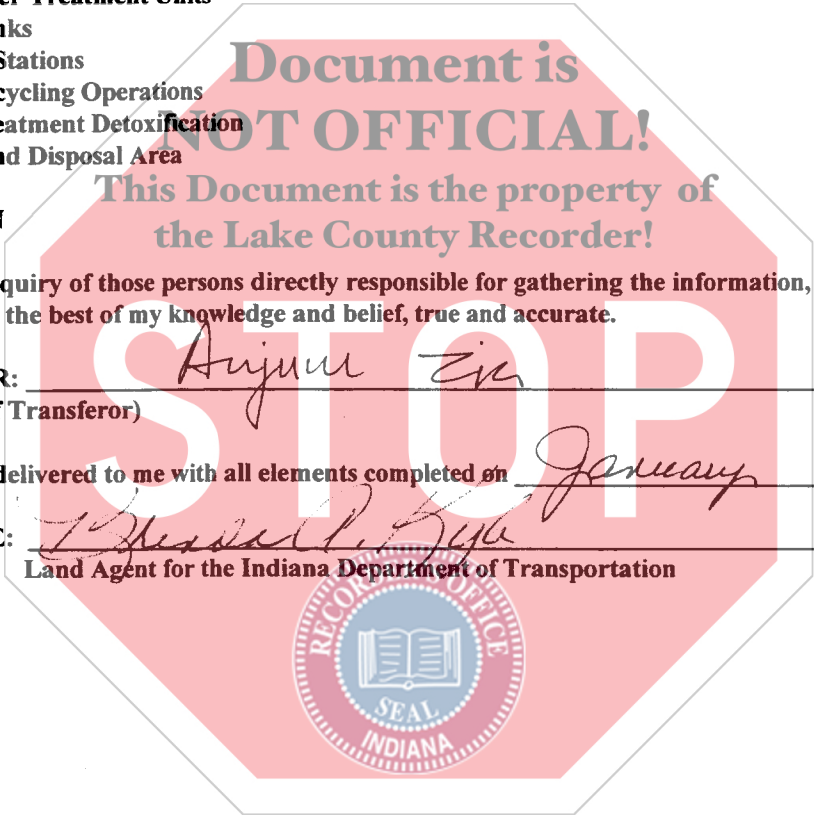 er Treatment Units
nks
Stations
cycling Operations
eatment Detoxification
nd Disposal Area
Document is
NOT OFFICIAL!
This Document is the property of
the Lake County Recorder!
quiry of those persons directly responsible for gathering the information,
the best of my knowledge and belief, true and accurate.
STOP
R: Anjum
Transferor)
delivered to me with all elements completed on January
C:
Land Agent for the Indiana Department of Transportation
RECORDER'S OFFICE
SEAL
INDIANA